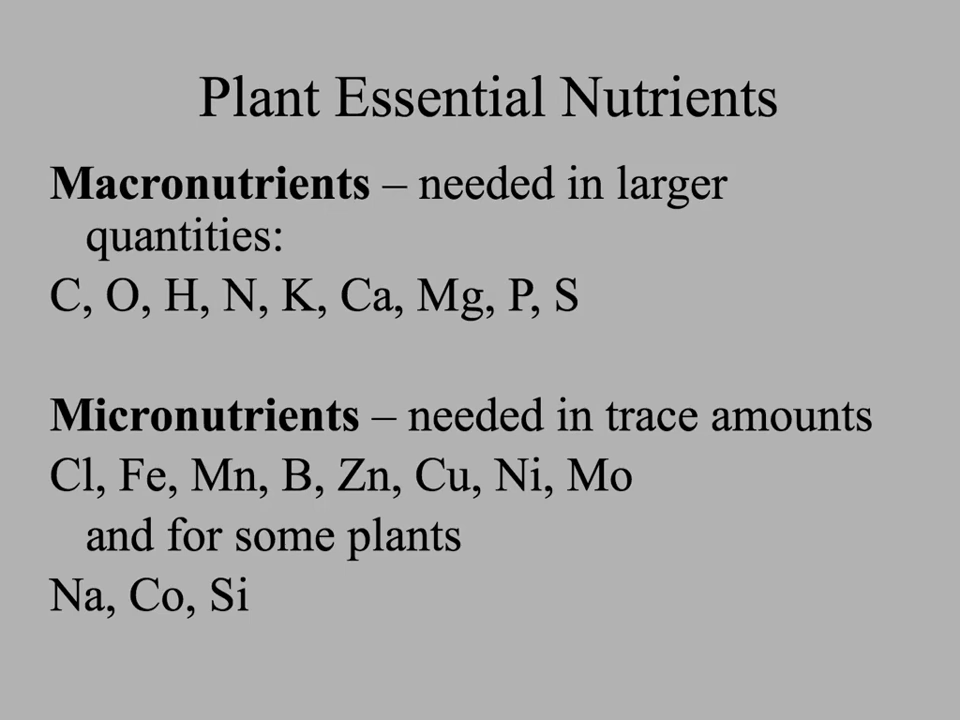 Plant Essential Nutrients
Macronutrients – needed in larger
quantities:
C, O, H, N, K, Ca, Mg, P, S
Micronutrients – needed in trace amounts
Cl, Fe, Mn, B, Zn, Cu, Ni, Mo
and for some plants
Na, Co, Si